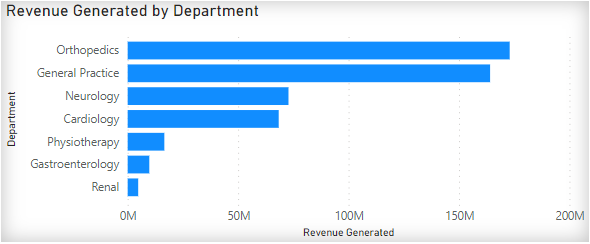 Revenue Generated by Department
Department
Orthopedics
General Practice
Neurology
Cardiology
Physiotherapy
Gastroenterology
Renal
0M 50M 100M 150M 200M
Revenue Generated